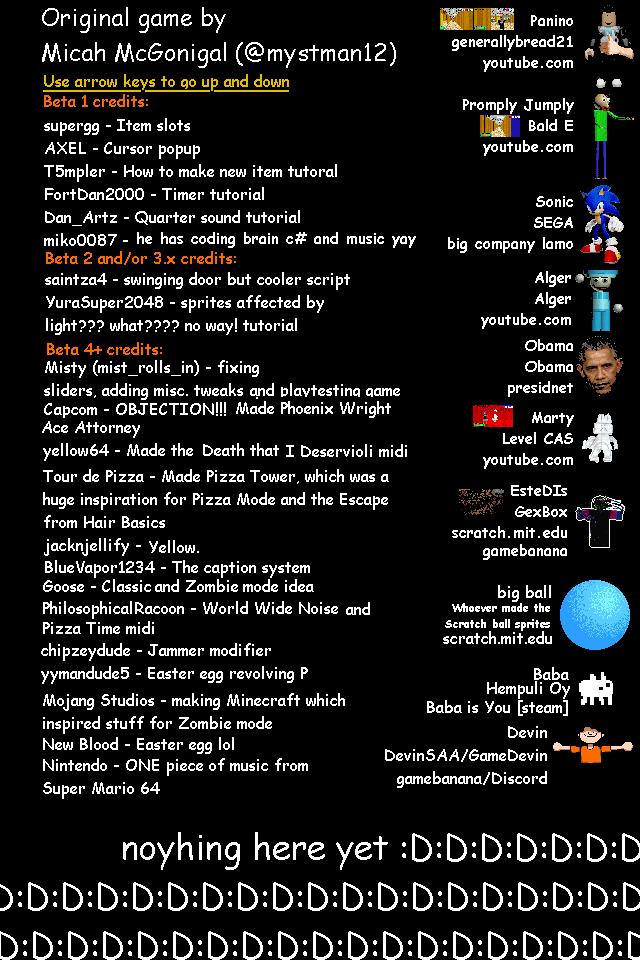 Original game by
Micah McGonigal (@mystman12)
Use arrow keys to go up and down
Beta 1 credits:
supergg - Item slots
AXEL - Cursor popup
T5mpler - How to make new item tutoral
FortDan2000 - Timer tutorial
Dan_Artz - Quarter sound tutorial
miko0087 - he has coding brain c# and music yay
Beta 2 and/or 3.x credits:
saintza4 - swinging door but cooler script
YuraSuper2048 - sprites affected by
light??? what???? no way! tutorial
Beta 4+ credits:
Misty (mist_rolls_in) - fixing
sliders, adding misc. tweaks and playtesting game
Capcom - OBJECTION!!! Made Phoenix Wright
Ace Attorney
yellow64 - Made the Death that I Deservioli midi
Tour de Pizza - Made Pizza Tower, which was a
huge inspiration for Pizza Mode and the Escape
from Hair Basics
jacknjellify - Yellow.
BlueVapor1234 - The caption system
Goose - Classic and Zombie mode idea
PhilosophicalRacoon - World Wide Noise and
Pizza Time midi
chipzeydude - Jammer modifier
yymandude5 - Easter egg revolving P
Mojang Studios - making Minecraft which
inspired stuff for Zombie mode
New Blood - Easter egg lol
Nintendo - ONE piece of music from
Super Mario 64
Panino
generallybread21
youtube.com
Promply Jumply
Bald E
youtube.com
Sonic
SEGA
big company lamo
Alger
Alger
youtube.com
Obama
Obama
presidnet
Marty
Level CAS
youtube.com
EsteDIs
GexBox
scratch.mit.edu
gamebanana
big ball
Whoever made the
Scratch ball sprites
scratch.mit.edu
Baba
Hempuli Oy
Baba is You [steam]
Devin
DevinSAA/GameDevin
gamebanana/Discord
noyhing here yet :D:D:D:D:D:D:D
D:D:D:D:D:D:D:D:D:D:D:D:D:D:D:D:D
D:D:D:D:D:D:D:D:D:D:D:D:D:D:D:D:D